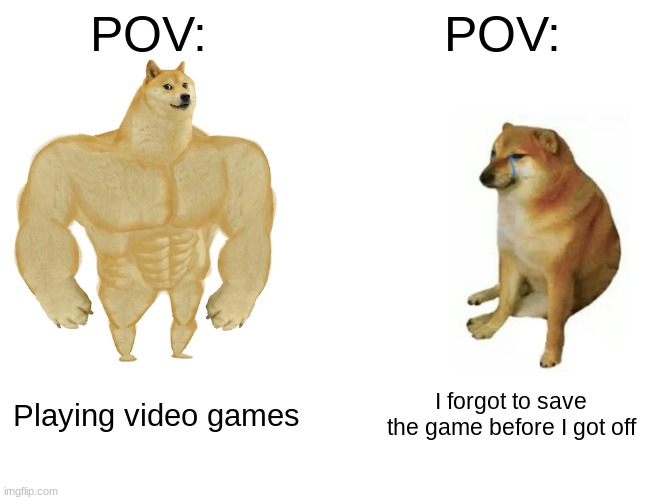 POV:
POV:
Playing video games
I forgot to save
the game before I got off
imgflip.com